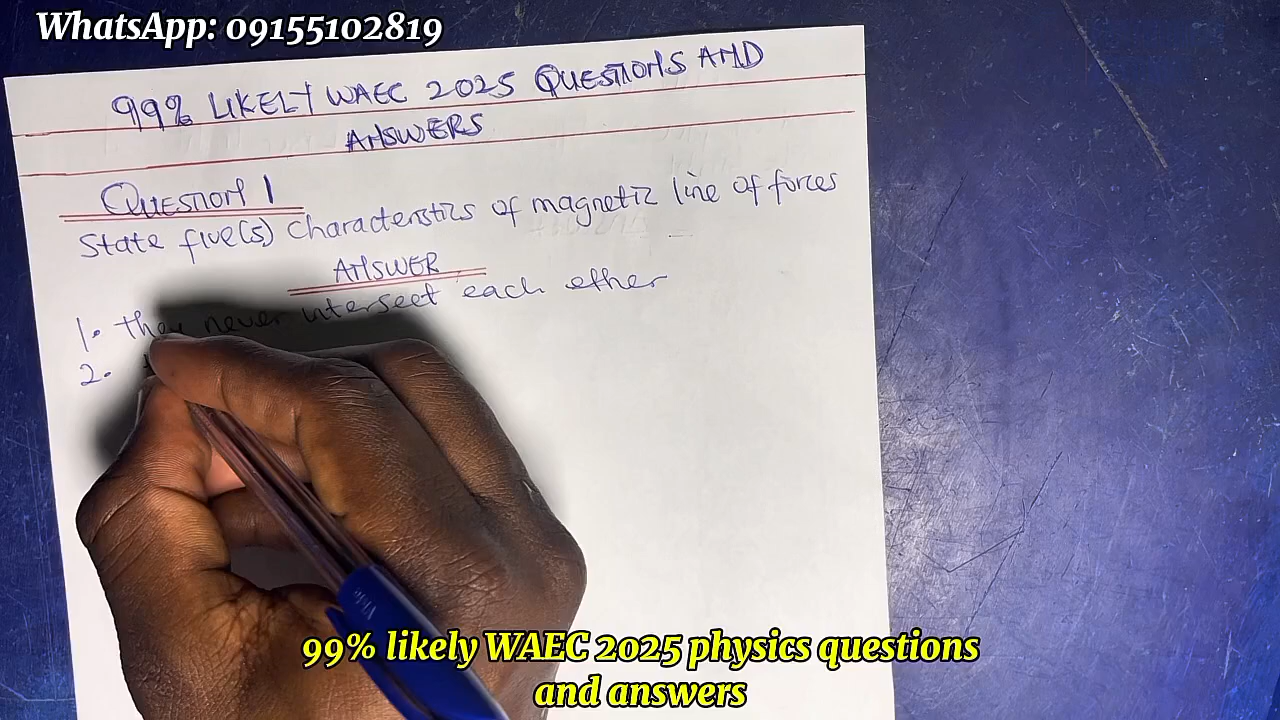 WhatsApp: 09155102819
99% LIKELY WAEC 2025 QUESTIONS AND
ANSWERS
QUESTION 1
State five(5) characteristics of magnetic line of forces
ANSWER
1. they never intersect each other
2.
99% likely WAEC 2025 physics questions
and answers